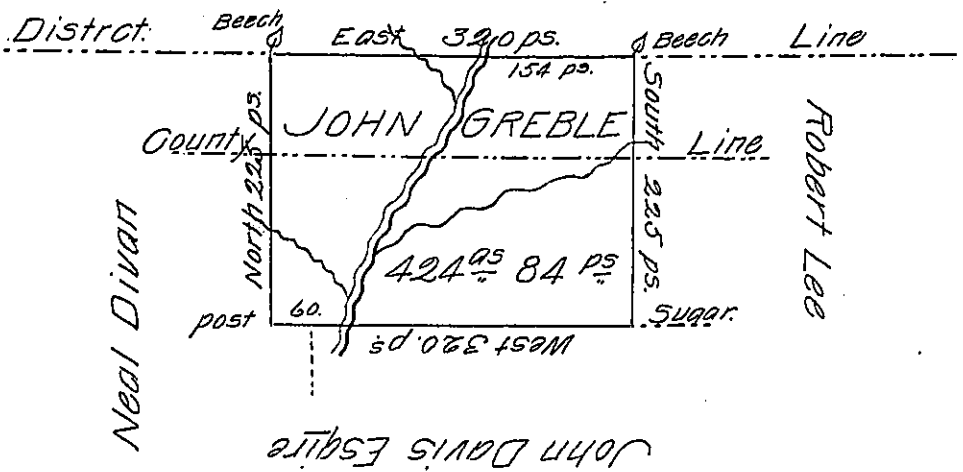 Distrct: Beech East 320 ps. Beech Line
154 ps.
JOHN GREBLE
County Line
North 225 ps.
South 225 ps.
Robert Lee
Neal Divan
424 as 84 ps
post 60. Sugar.
West 320. ps
John Davis Esqire